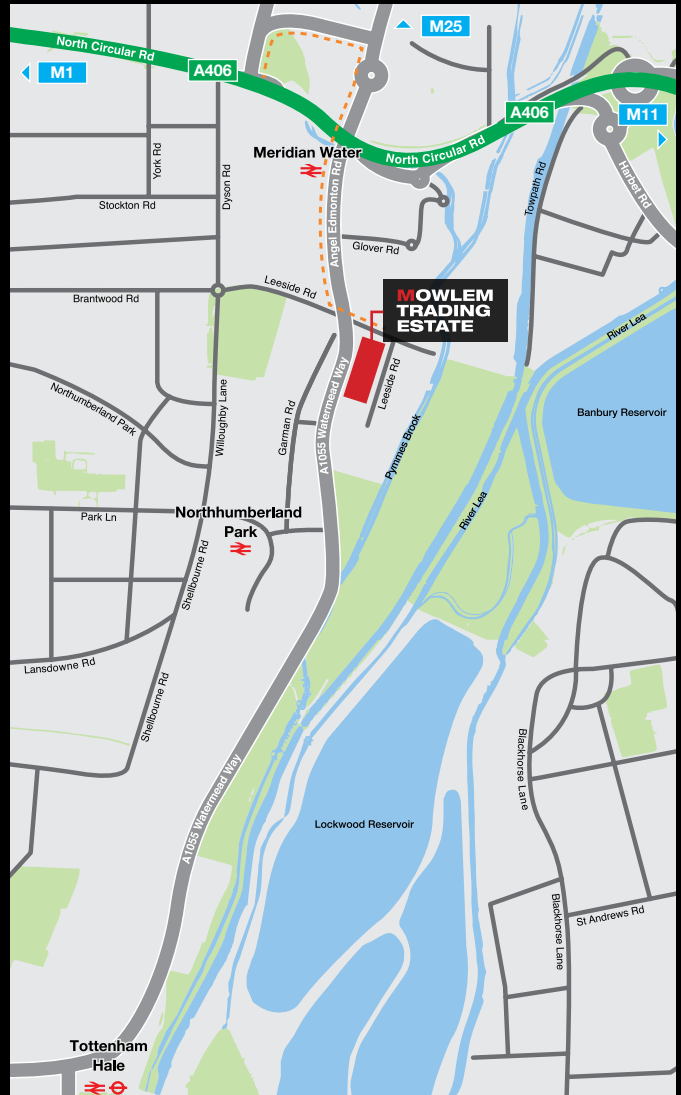 M25
North Circular Rd
M1
A406
A406
M11
North Circular Rd
Meridian Water
York Rd
Dyson Rd
Stockton Rd
Angel Edmonton Rd
Towpath Rd
Harbet Rd
Glover Rd
Leeside Rd
Brantwood Rd
MOWLEM
TRADING
ESTATE
River Lea
Leeside Rd
A1055 Watermead Way
Northumberland Park
Willoughby Lane
Garman Rd
Banbury Reservoir
Pymmes Brook
River Lea
Park Ln
Northhumberland
Park
Shellbourne Rd
Lansdowne Rd
Shellbourne Rd
Blackhorse Lane
A1055 Watermead Way
Lockwood Reservoir
Blackhorse Lane
St Andrews Rd
Tottenham
Hale